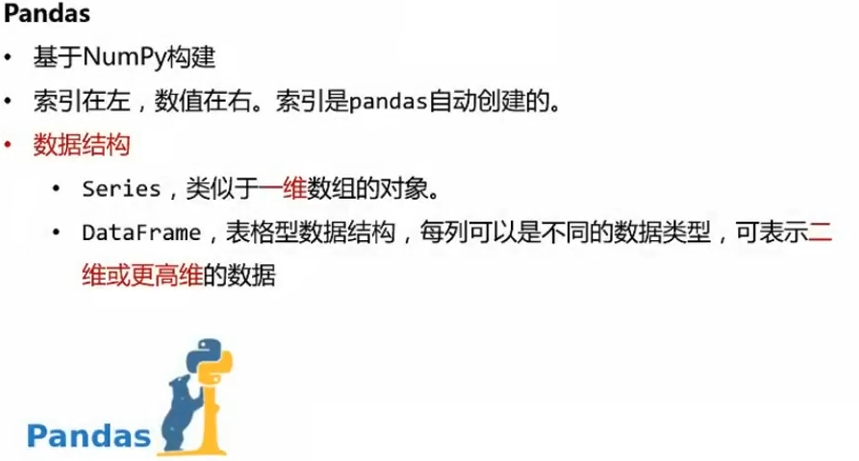 Pandas
• 基于NumPy构建
• 索引在左，数值在右。索引是pandas自动创建的。
• 数据结构
• Series，类似于一维数组的对象。
• DataFrame，表格型数据结构，每列可以是不同的数据类型，可表示二
维或更高维的数据
Pandas